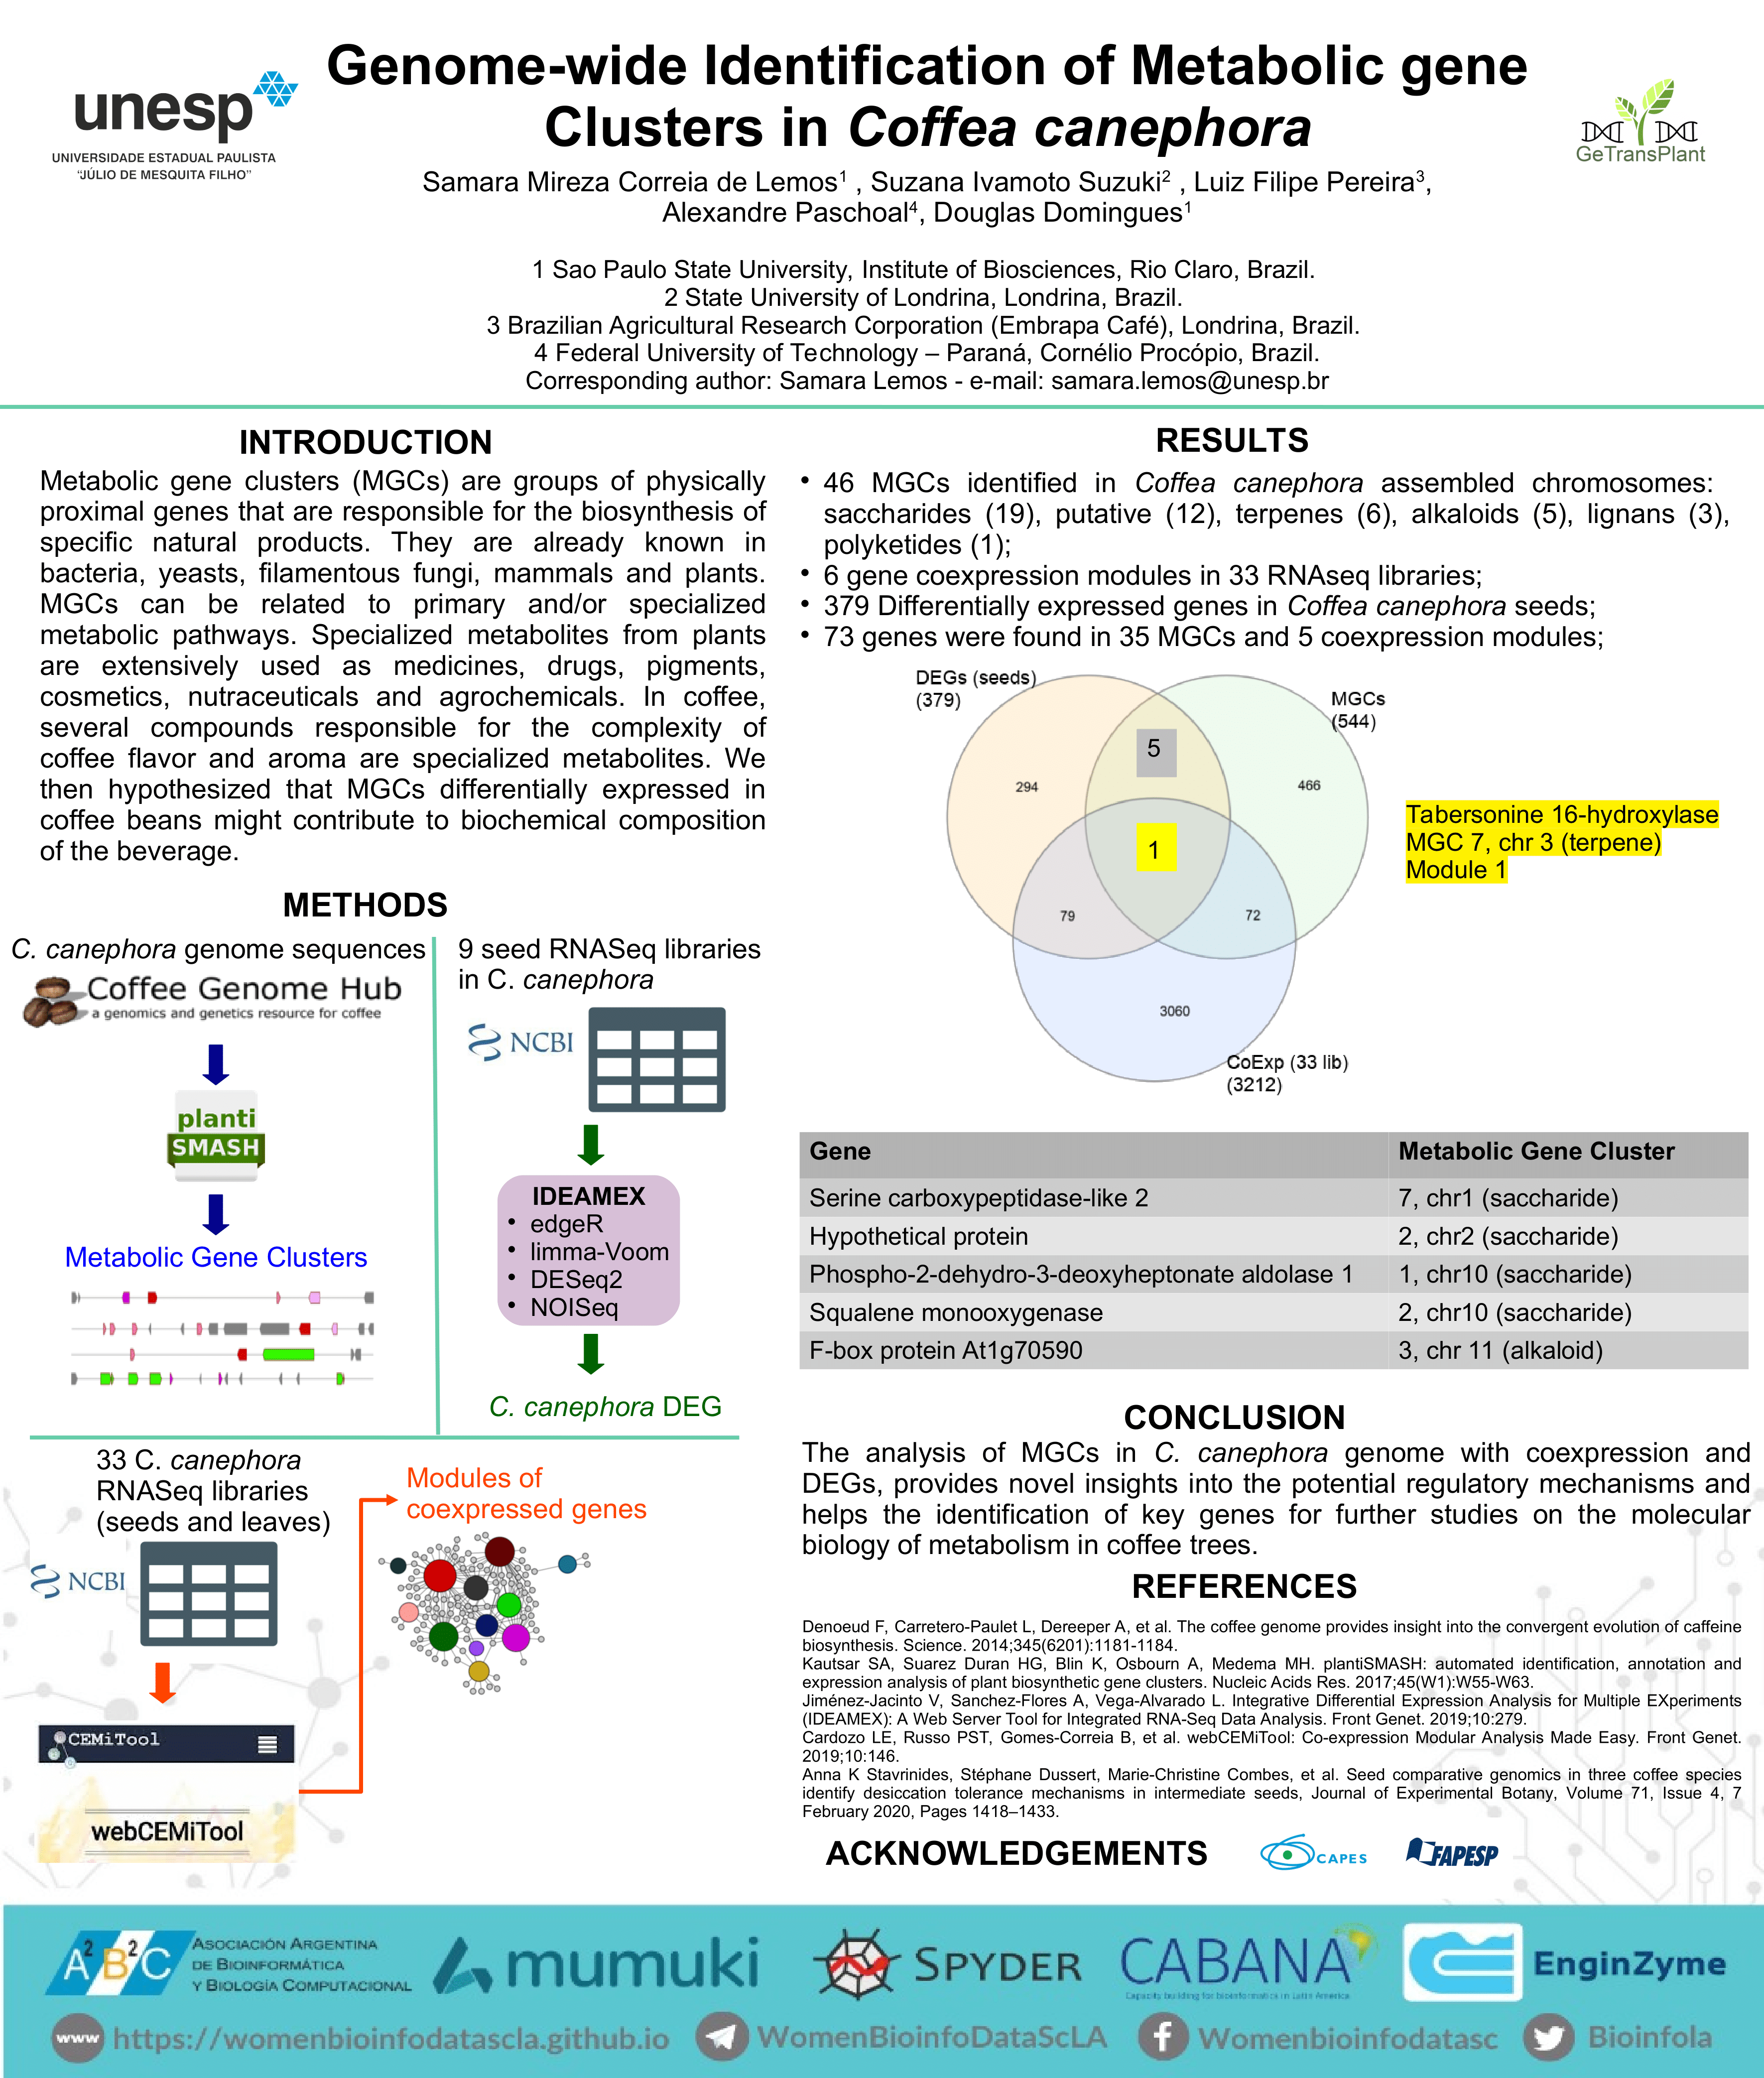 unesp
UNIVERSIDADE ESTADUAL PAULISTA
"JÚLIO DE MESQUITA FILHO"
Genome-wide Identification of Metabolic gene
Clusters in Coffea canephora
GeTransPlant
Samara Mireza Correia de Lemos1 , Suzana Ivamoto Suzuki2 , Luiz Filipe Pereira3,
Alexandre Paschoal4, Douglas Domingues1
1 Sao Paulo State University, Institute of Biosciences, Rio Claro, Brazil.
2 State University of Londrina, Londrina, Brazil.
3 Brazilian Agricultural Research Corporation (Embrapa Café), Londrina, Brazil.
4 Federal University of Technology – Paraná, Cornélio Procópio, Brazil.
Corresponding author: Samara Lemos - e-mail: samara.lemos@unesp.br
INTRODUCTION
Metabolic gene clusters (MGCs) are groups of physically
proximal genes that are responsible for the biosynthesis of
specific natural products. They are already known in
bacteria, yeasts, filamentous fungi, mammals and plants.
MGCs can be related to primary and/or specialized
metabolic pathways. Specialized metabolites from plants
are extensively used as medicines, drugs, pigments,
cosmetics, nutraceuticals and agrochemicals. In coffee,
several compounds responsible for the complexity of
coffee flavor and aroma are specialized metabolites. We
then hypothesized that MGCs differentially expressed in
coffee beans might contribute to biochemical composition
of the beverage.
METHODS
C. canephora genome sequences
Coffee Genome Hub
a genomics and genetics resource for coffee
planti
SMASH
Metabolic Gene Clusters
9 seed RNASeq libraries
in C. canephora
NCBI
IDEAMEX
• edgeR
• limma-Voom
• DESeq2
• NOISeq
C. canephora DEG
33 C. canephora
RNASeq libraries
(seeds and leaves)
NCBI
CEMiTool
webCEMiTool
Modules of
coexpressed genes
RESULTS
• 46 MGCs identified in Coffea canephora assembled chromosomes:
saccharides (19), putative (12), terpenes (6), alkaloids (5), lignans (3),
polyketides (1);
• 6 gene coexpression modules in 33 RNAseq libraries;
• 379 Differentially expressed genes in Coffea canephora seeds;
• 73 genes were found in 35 MGCs and 5 coexpression modules;
DEGs (seeds)
(379)
MGCs
(544)
5
294
466
1
79
72
3060
CoExp (33 lib)
(3212)
Tabersonine 16-hydroxylase
MGC 7, chr 3 (terpene)
Module 1
Gene Metabolic Gene Cluster
Serine carboxypeptidase-like 2 7, chr1 (saccharide)
Hypothetical protein 2, chr2 (saccharide)
Phospho-2-dehydro-3-deoxyheptonate aldolase 1 1, chr10 (saccharide)
Squalene monooxygenase 2, chr10 (saccharide)
F-box protein At1g70590 3, chr 11 (alkaloid)
CONCLUSION
The analysis of MGCs in C. canephora genome with coexpression and
DEGs, provides novel insights into the potential regulatory mechanisms and
helps the identification of key genes for further studies on the molecular
biology of metabolism in coffee trees.
REFERENCES
Denoeud F, Carretero-Paulet L, Dereeper A, et al. The coffee genome provides insight into the convergent evolution of caffeine
biosynthesis. Science. 2014;345(6201):1181-1184.
Kautsar SA, Suarez Duran HG, Blin K, Osbourn A, Medema MH. plantiSMASH: automated identification, annotation and
expression analysis of plant biosynthetic gene clusters. Nucleic Acids Res. 2017;45(W1):W55-W63.
Jiménez-Jacinto V, Sanchez-Flores A, Vega-Alvarado L. Integrative Differential Expression Analysis for Multiple EXperiments
(IDEAMEX): A Web Server Tool for Integrated RNA-Seq Data Analysis. Front Genet. 2019;10:279.
Cardozo LE, Russo PST, Gomes-Correia B, et al. webCEMiTool: Co-expression Modular Analysis Made Easy. Front Genet.
2019;10:146.
Anna K Stavrinides, Stéphane Dussert, Marie-Christine Combes, et al. Seed comparative genomics in three coffee species
identify desiccation tolerance mechanisms in intermediate seeds, Journal of Experimental Botany, Volume 71, Issue 4, 7
February 2020, Pages 1418–1433.
ACKNOWLEDGEMENTS
CAPES
FAPESP
A2B2C
ASOCIACIÓN ARGENTINA
DE BIOINFORMÁTICA
Y BIOLOGÍA COMPUTACIONAL
mumuki
SPYDER
CABANA
Capacity building for bioinformatics in Latin America
EnginZyme
www https://womenbioinfodatascla.github.io
WomenBioinfoDataScLA
Womenbioinfodatasc
Bioinfola